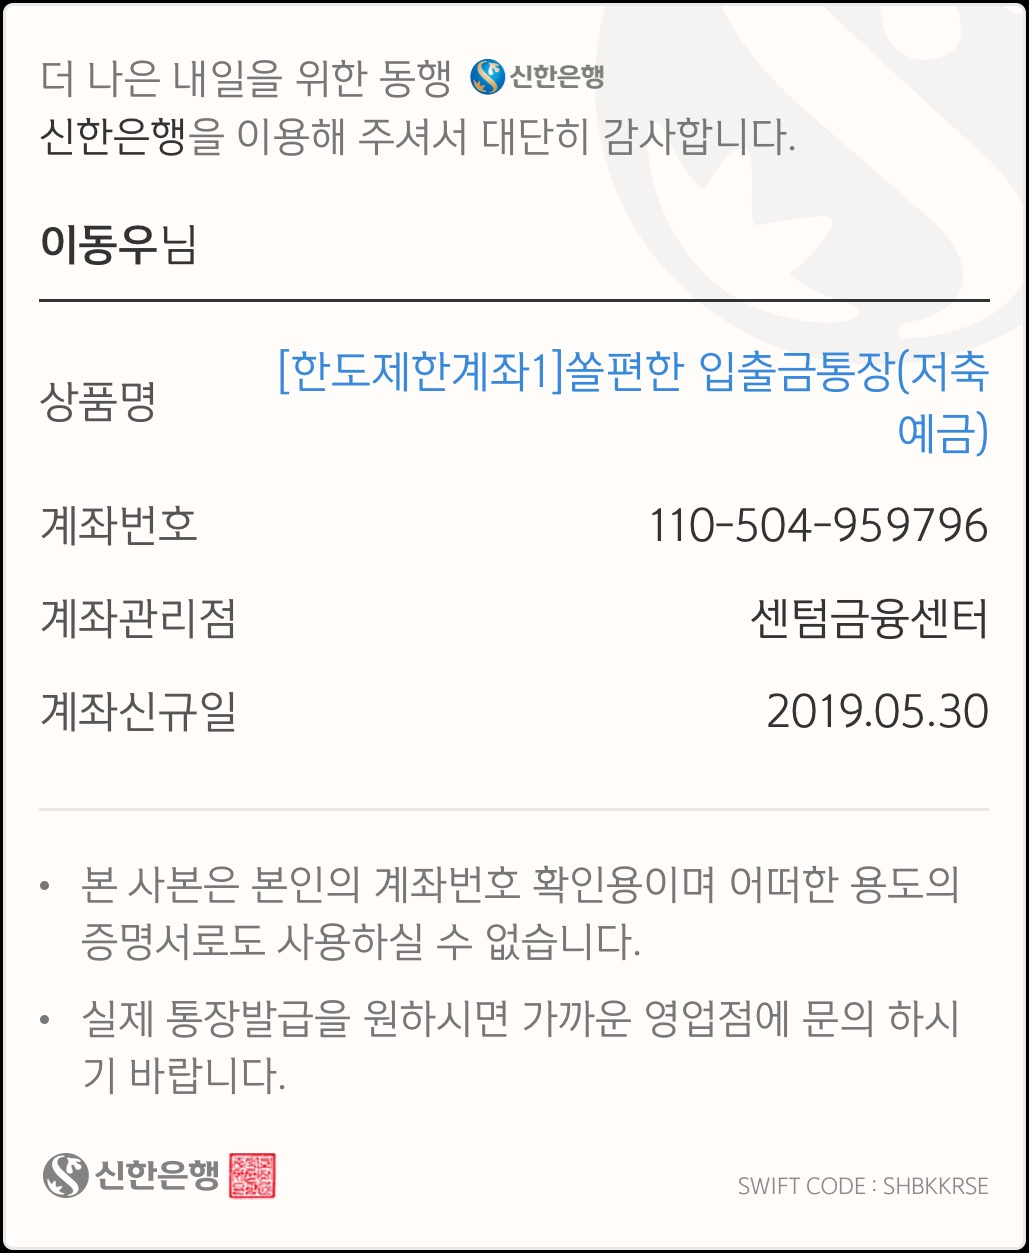 더 나은 내일을 위한 동행 신한은행
신한은행을 이용해 주셔서 대단히 감사합니다.
이동우님
상품명 [한도제한계좌1]쏠편한 입출금통장(저축
예금)
계좌번호 110-504-959796
계좌관리점 센텀금융센터
계좌신규일 2019.05.30
• 본 사본은 본인의 계좌번호 확인용이며 어떠한 용도의
증명서로도 사용하실 수 없습니다.
• 실제 통장발급을 원하시면 가까운 영업점에 문의 하시
기 바랍니다.
신한은행 SWIFT CODE : SHBKKRSE